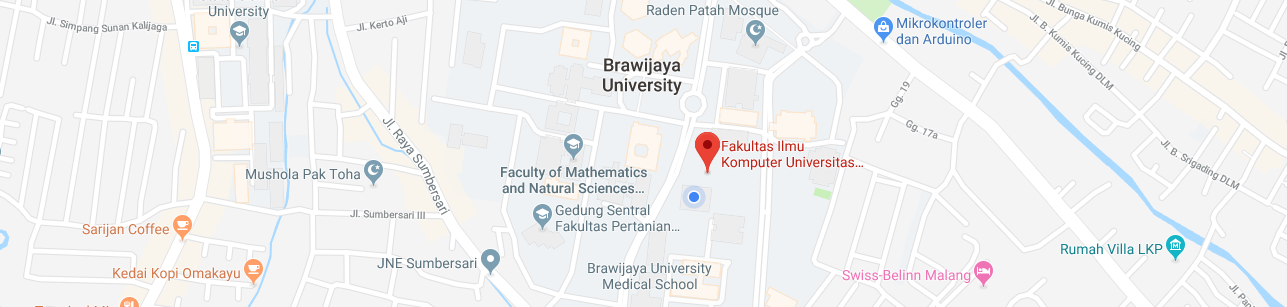 University
Jl. Simpang Sunan Kalijaga
Jl. Kerto Aji
Raden Patah Mosque
Mikrokontroler
dan Arduino
Jl. Bunga Kumis Kucing
Jl. B. Kumis Kucing DLM
Brawijaya
University
Gg. 19
Gg. 17a
Jl. Raya Sumbersari
Fakultas Ilmu
Komputer Universitas...
Jl. B. Srigading DLM
Mushola Pak Toha
Faculty of Mathematics
and Natural Sciences...
Jl. Sumbersari III
Gedung Sentral
Fakultas Pertanian...
Sarijan Coffee
Kedai Kopi Omakayu
JNE Sumbersari
Brawijaya University
Medical School
Swiss-Belinn Malang
Rumah Villa LKP